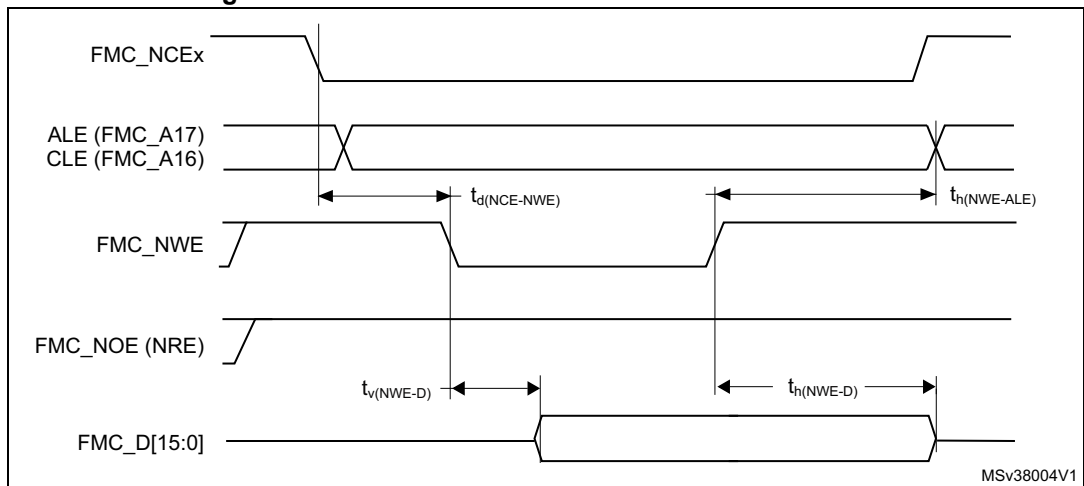 FMC_NCEx
ALE (FMC_A17)
CLE (FMC_A16)
td(NCE-NWE)
th(NWE-ALE)
FMC_NWE
FMC_NOE (NRE)
tv(NWE-D)
th(NWE-D)
FMC_D[15:0]
MSv38004V1